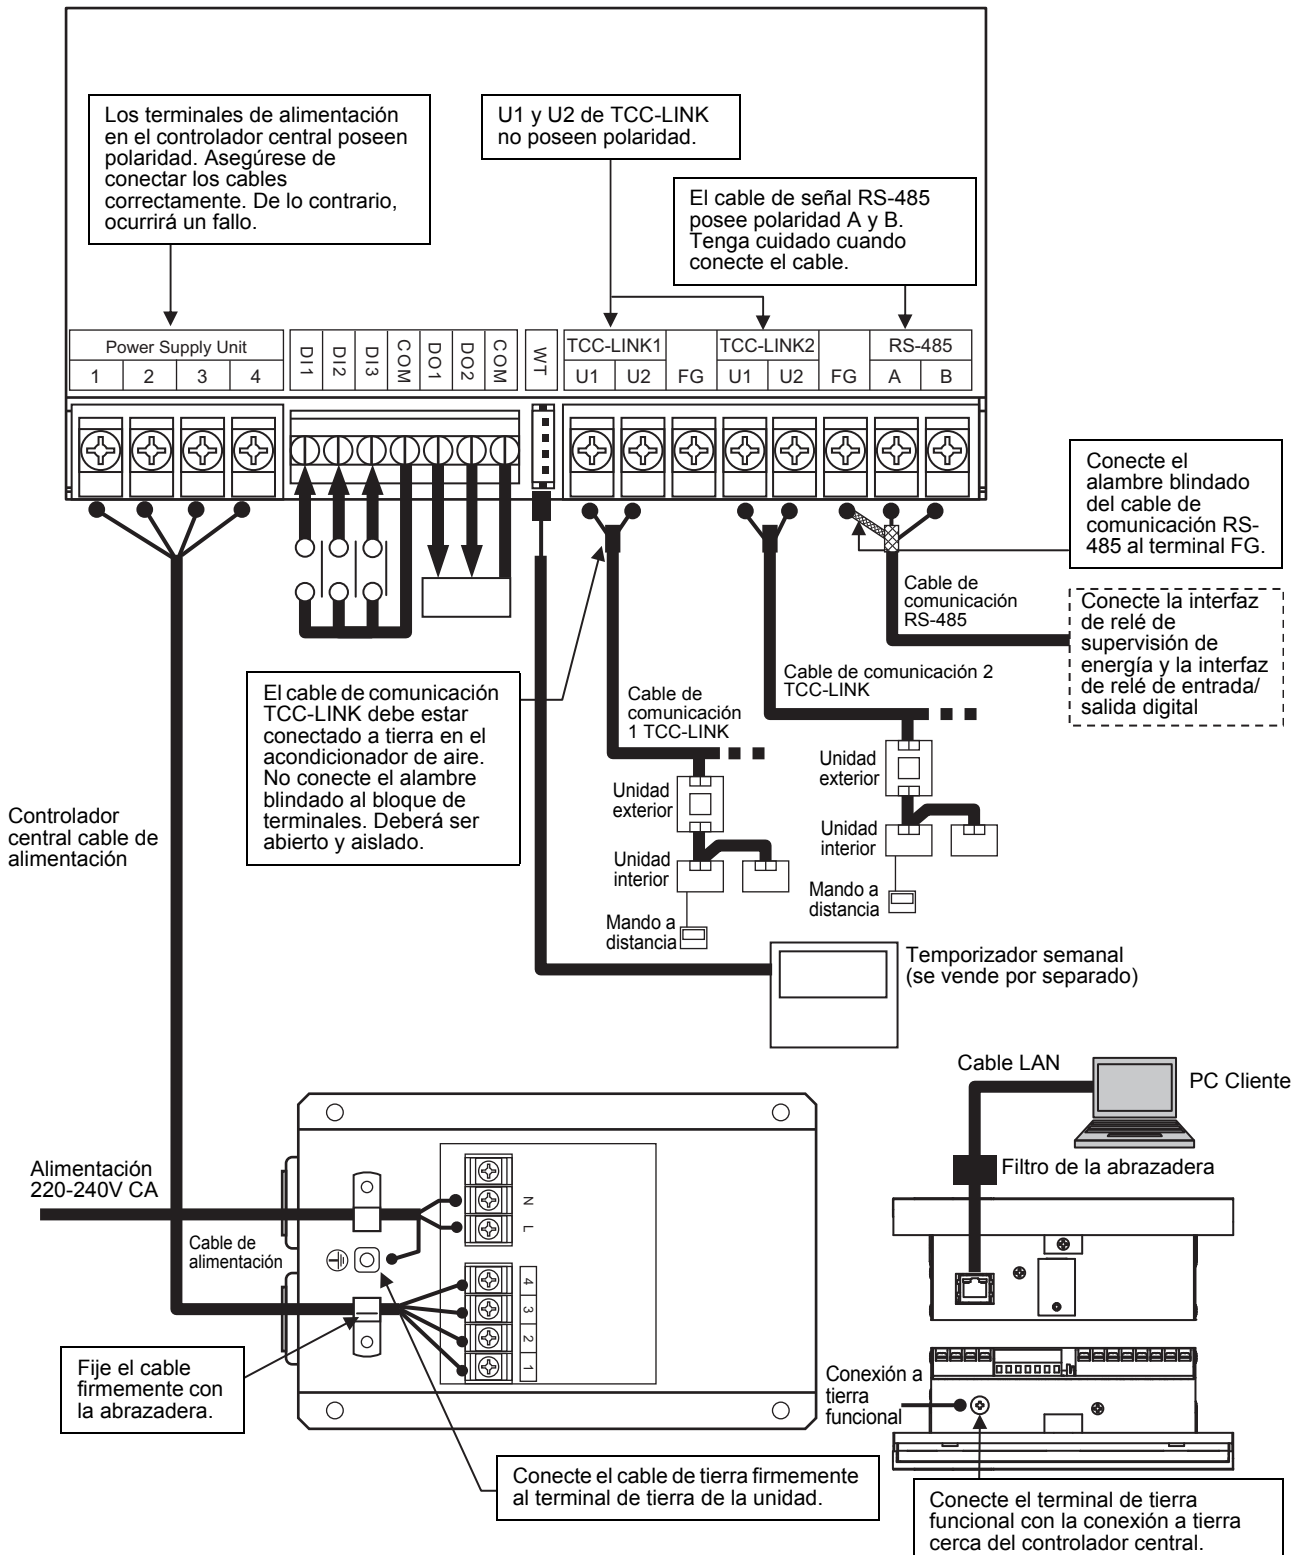 Los terminales de alimentación
en el controlador central poseen
polaridad. Asegúrese de
conectar los cables
correctamente. De lo contrario,
ocurrirá un fallo.
U1 y U2 de TCC-LINK
no poseen polaridad.
El cable de señal RS-485
posee polaridad A y B.
Tenga cuidado cuando
conecte el cable.
Power Supply Unit
1 2 3 4
DI1 DI2 DI3 COM DO1 DO2 COM
WT
TCC-LINK1 TCC-LINK2 RS-485
U1 U2 FG U1 U2 FG A B
Conecte el
alambre blindado
del cable de
comunicación RS-
485 al terminal FG.
Cable de
comunicación
RS-485
Conecte la interfaz
de relé de
supervisión de
energía y la interfaz
de relé de entrada/
salida digital
El cable de comunicación
TCC-LINK debe estar
conectado a tierra en el
acondicionador de aire.
No conecte el alambre
blindado al bloque de
terminales. Deberá ser
abierto y aislado.
Cable de
comunicación
1 TCC-LINK
Cable de comunicación 2
TCC-LINK
Unidad
exterior
Unidad
interior
Mando a
distancia
Unidad
exterior
Unidad
interior
Mando a
distancia
Controlador
central cable de
alimentación
Temporizador semanal
(se vende por separado)
Cable LAN
PC Cliente
Filtro de la abrazadera
Alimentación
220-240V CA
Cable de
alimentación
N
L
4
3
2
1
Fije el cable
firmemente con
la abrazadera.
Conexión a
tierra
funcional
Conecte el cable de tierra firmemente
al terminal de tierra de la unidad.
Conecte el terminal de tierra
funcional con la conexión a tierra
cerca del controlador central.